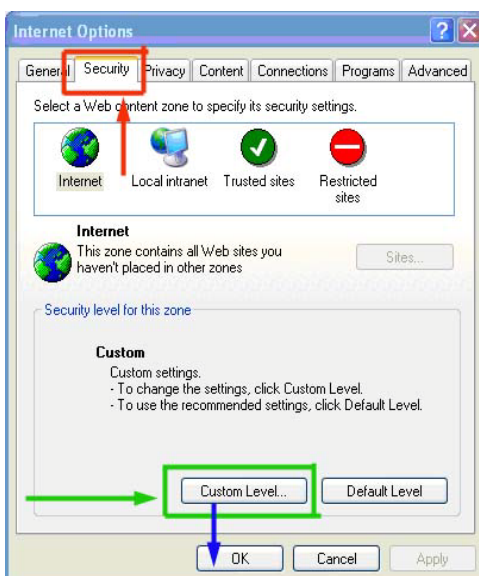 Internet Options
General Security Privacy Content Connections Programs Advanced
Select a Web content zone to specify its security settings.
Internet Local intranet Trusted sites Restricted
sites
Internet
This zone contains all Web sites you
haven't placed in other zones
Sites...
Security level for this zone
Custom
Custom settings.
- To change the settings, click Custom Level.
- To use the recommended settings, click Default Level.
Custom Level... Default Level
OK Cancel Apply